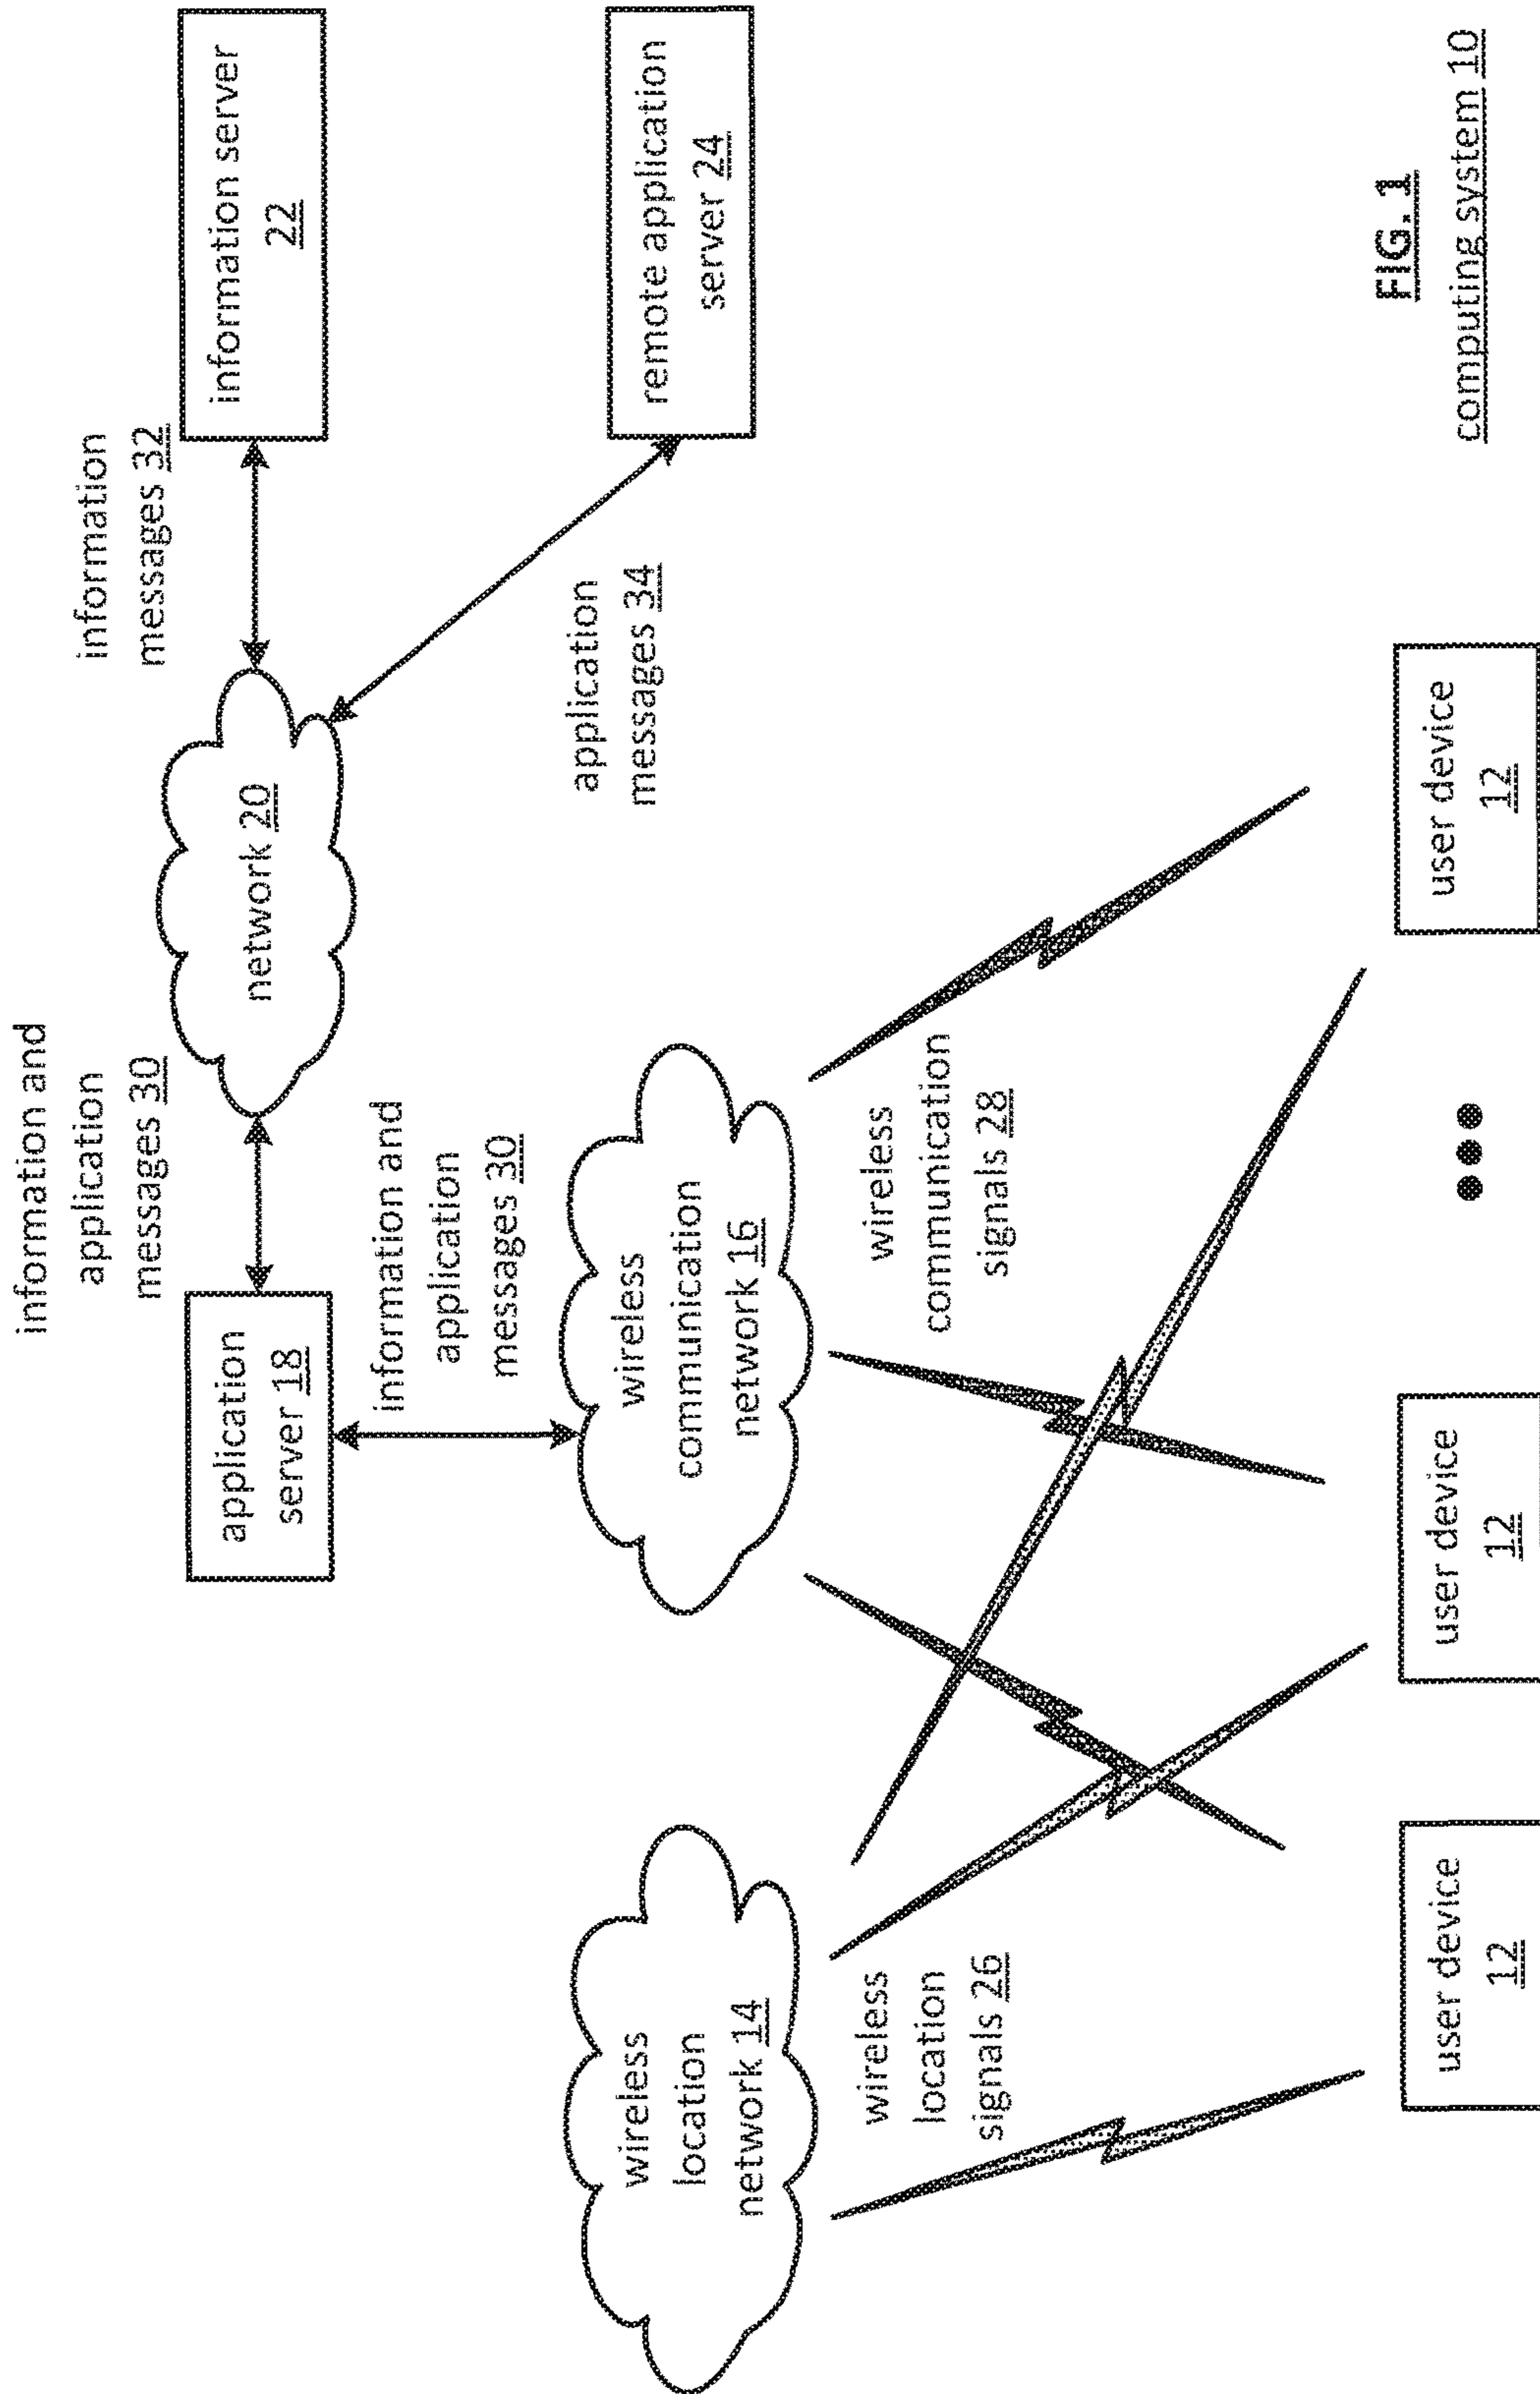 information and
application
messages 30
information
messages 32
application
server 18
network 20
information server
22
information and
application
messages 30
application
messages 34
remote application
server 24
wireless
location
network 14
wireless
communication
network 16
wireless
location
signals 26
wireless
communication
signals 28
user device
12
user device
12
user device
12
FIG. 1
computing system 10